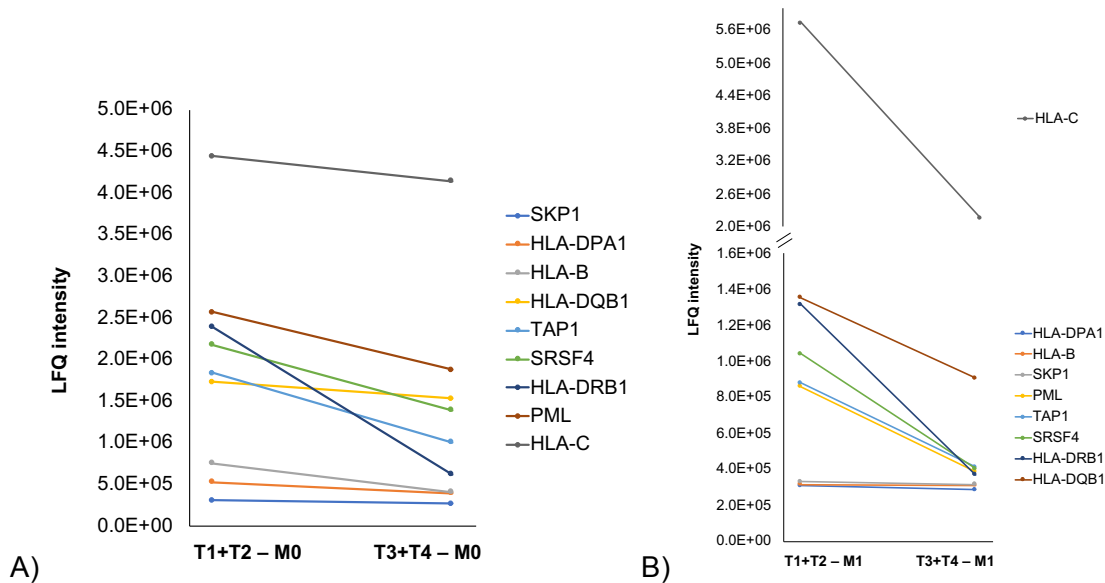 5.0E+06
4.5E+06
4.0E+06
3.5E+06
3.0E+06
2.5E+06
2.0E+06
1.5E+06
1.0E+06
5.0E+05
0.0E+00
LFQ intensity
T1+T2 – M0
T3+T4 – M0
SKP1
HLA-DPA1
HLA-B
HLA-DQB1
TAP1
SRSF4
HLA-DRB1
PML
HLA-C
A)
5.6E+06
5.0E+06
4.4E+06
3.8E+06
3.2E+06
2.6E+06
2.0E+06
1.6E+06
1.4E+06
1.2E+06
1.0E+06
8.0E+05
6.0E+05
4.0E+05
2.0E+05
0.0E+00
LFQ intensity
T1+T2 – M1
T3+T4 – M1
HLA-C
HLA-DPA1
HLA-B
SKP1
PML
TAP1
SRSF4
HLA-DRB1
HLA-DQB1
B)